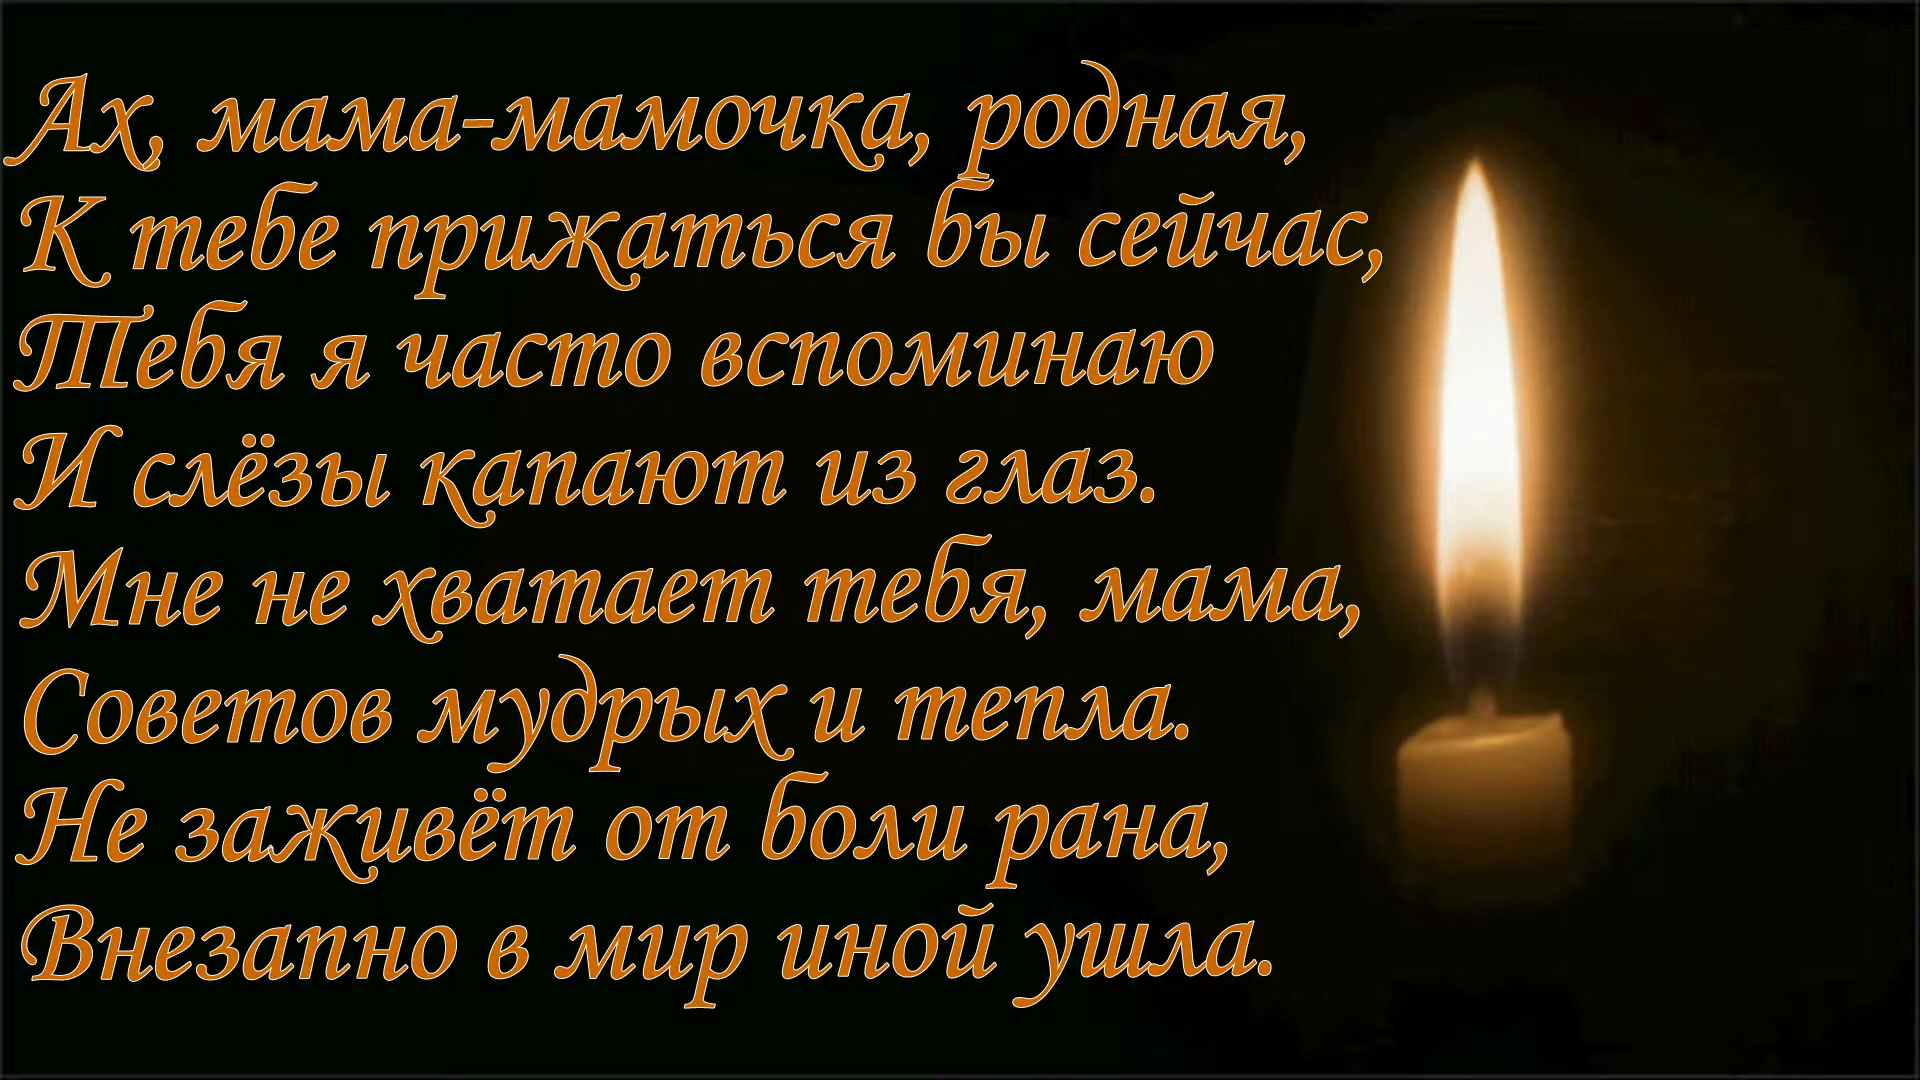 Ах, мама-мамочка, родная,
К тебе прижаться бы сейчас,
Тебя я часто вспоминаю
И слёзы капают из глаз.
Мне не хватает тебя, мама,
Советов мудрых и тепла.
Не заживёт от боли рана,
Внезапно в мир иной ушла.